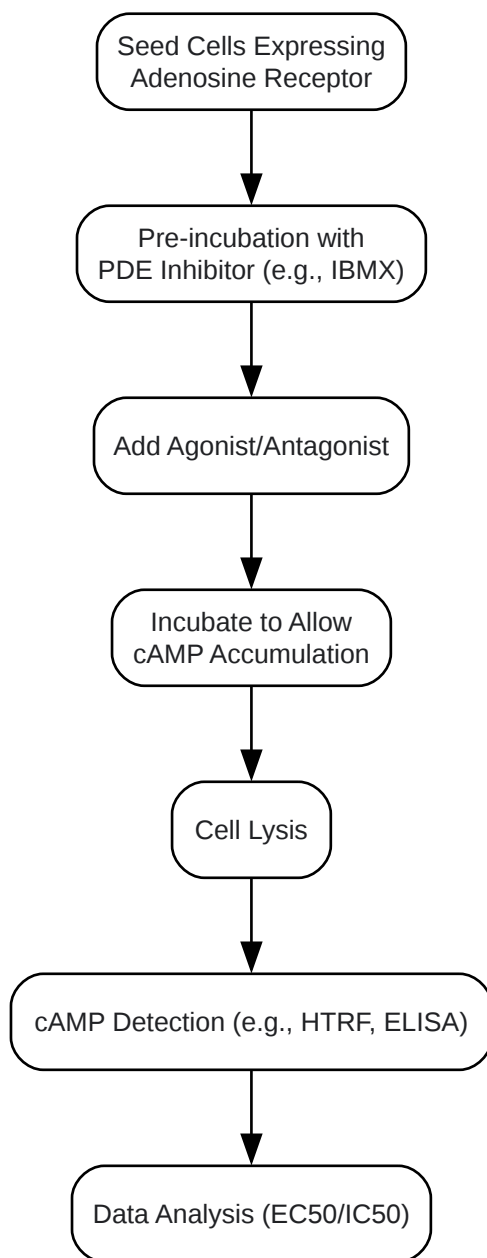 Seed Cells Expressing
Adenosine Receptor
Pre-incubation with
PDE Inhibitor (e.g., IBMX)
Add Agonist/Antagonist
Incubate to Allow
cAMP Accumulation
Cell Lysis
cAMP Detection (e.g., HTRF, ELISA)
Data Analysis (EC50/IC50)